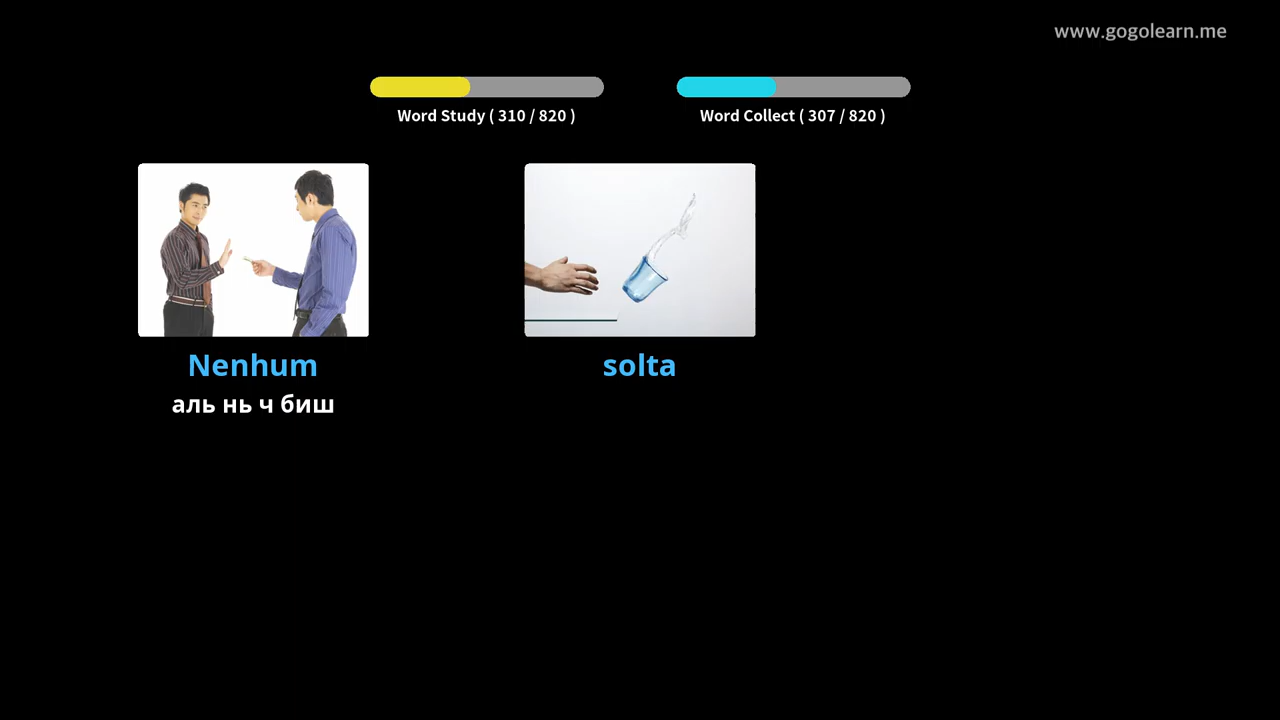 www.gogolearn.me
Word Study ( 310 / 820 )
Word Collect ( 307 / 820 )
Nenhum
аль нь ч биш
solta